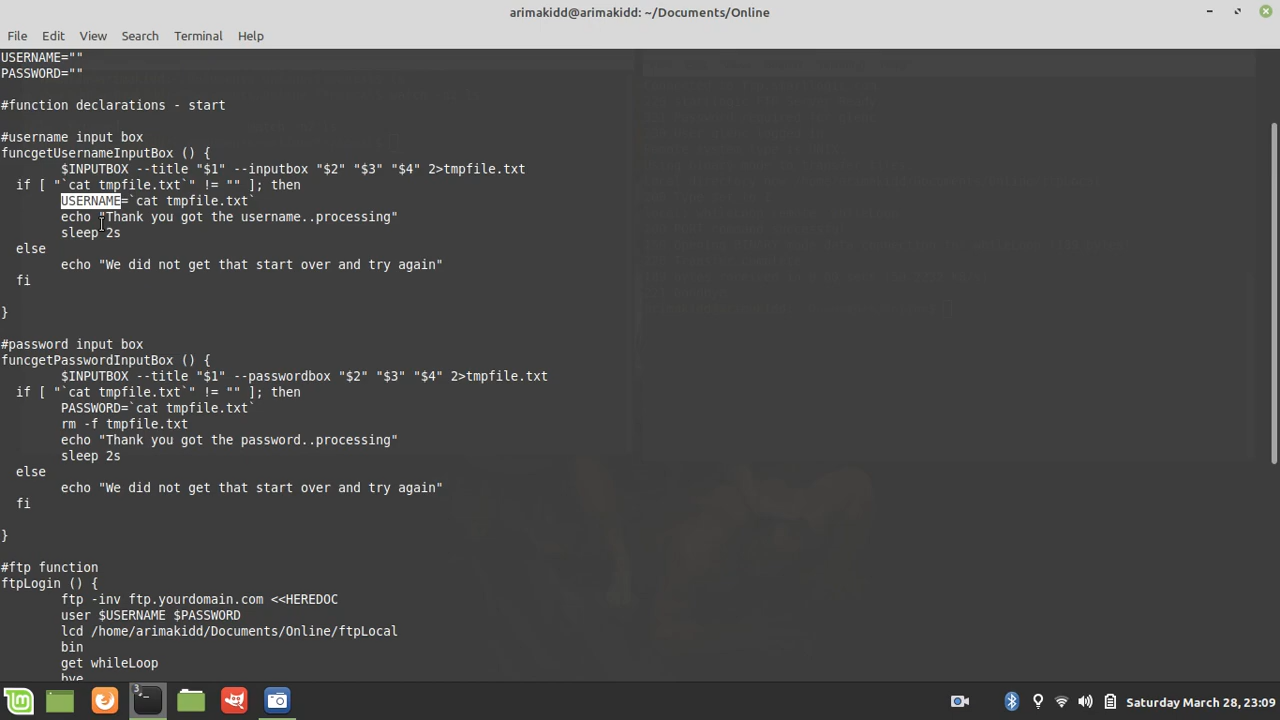 arimakidd@arimakidd: ~/Documents/Online
File Edit View Search Terminal Help
USERNAME=""
PASSWORD=""
#function declarations - start
#username input box
funcgetUsernameInputBox () {
$INPUTBOX --title "$1" --inputbox "$2" "$3" "$4" 2>tmpfile.txt
if [ "`cat tmpfile.txt`" != "" ]; then
USERNAME=`cat tmpfile.txt`
echo "Thank you got the username..processing"
sleep 2s
else
echo "We did not get that start over and try again"
fi
}
#password input box
funcgetPasswordInputBox () {
$INPUTBOX --title "$1" --passwordbox "$2" "$3" "$4" 2>tmpfile.txt
if [ "`cat tmpfile.txt`" != "" ]; then
PASSWORD=`cat tmpfile.txt`
rm -f tmpfile.txt
echo "Thank you got the password..processing"
sleep 2s
else
echo "We did not get that start over and try again"
fi
}
#ftp function
ftpLogin () {
ftp -inv ftp.yourdomain.com <<HEREDOC
user $USERNAME $PASSWORD
lcd /home/arimakidd/Documents/Online/ftpLocal
bin
get whileLoop
bye
3
Saturday March 28, 23:09